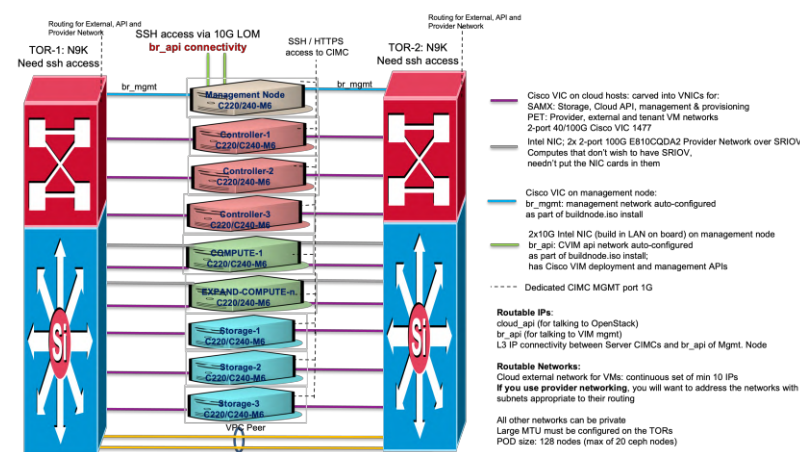 Routing for External, API and
Provider Network
TOR-1: N9K
Need ssh access
SSH access via 10G LOM
br_api connectivity
SSH / HTTPS
access to CIMC
Routing for External, API and
Provider Network
TOR-2: N9K
Need ssh access
br_mgmt
br_mgmt
Management Node
C220/240-M6
Controller-1
C220/C240-M6
Controller-2
C220/240-M6
Controller-3
C220/C240-M6
COMPUTE-1
C220/C240-M6
EXPAND-COMPUTE-n.
C220/240-M6
Storage-1
C220/C240-M6
Storage-2
C220/C240-M6
Storage-3
C220/C240-M6
VPC Peer
Si
Si
Cisco VIC on cloud hosts: carved into VNICs for:
SAMX: Storage, Cloud API, management & provisioning
PET: Provider, external and tenant VM networks
2-port 40/100G Cisco VIC 1477
Intel NIC; 2x 2-port 100G E810CQDA2 Provider Network over SRIOV
Computes that don't wish to have SRIOV,
needn't put the NIC cards in them
Cisco VIC on management node:
br_mgmt: management network auto-configured
as part of buildnode.iso install
2x10G Intel NIC (build in LAN on board) on management node
br_api: CVIM api network auto-configured
as part of buildnode.iso install;
has Cisco VIM deployment and management APIs
Dedicated CIMC MGMT port 1G
Routable IPs:
cloud_api (for talking to OpenStack)
br_api (for talking to VIM mgmt)
L3 IP connectivity between Server CIMCs and br_api of Mgmt. Node
Routable Networks:
Cloud external network for VMs: continuous set of min 10 IPs
If you use provider networking, you will want to address the networks with
subnets appropriate to their routing
All other networks can be private
Large MTU must be configured on the TORs
POD size: 128 nodes (max of 20 ceph nodes)